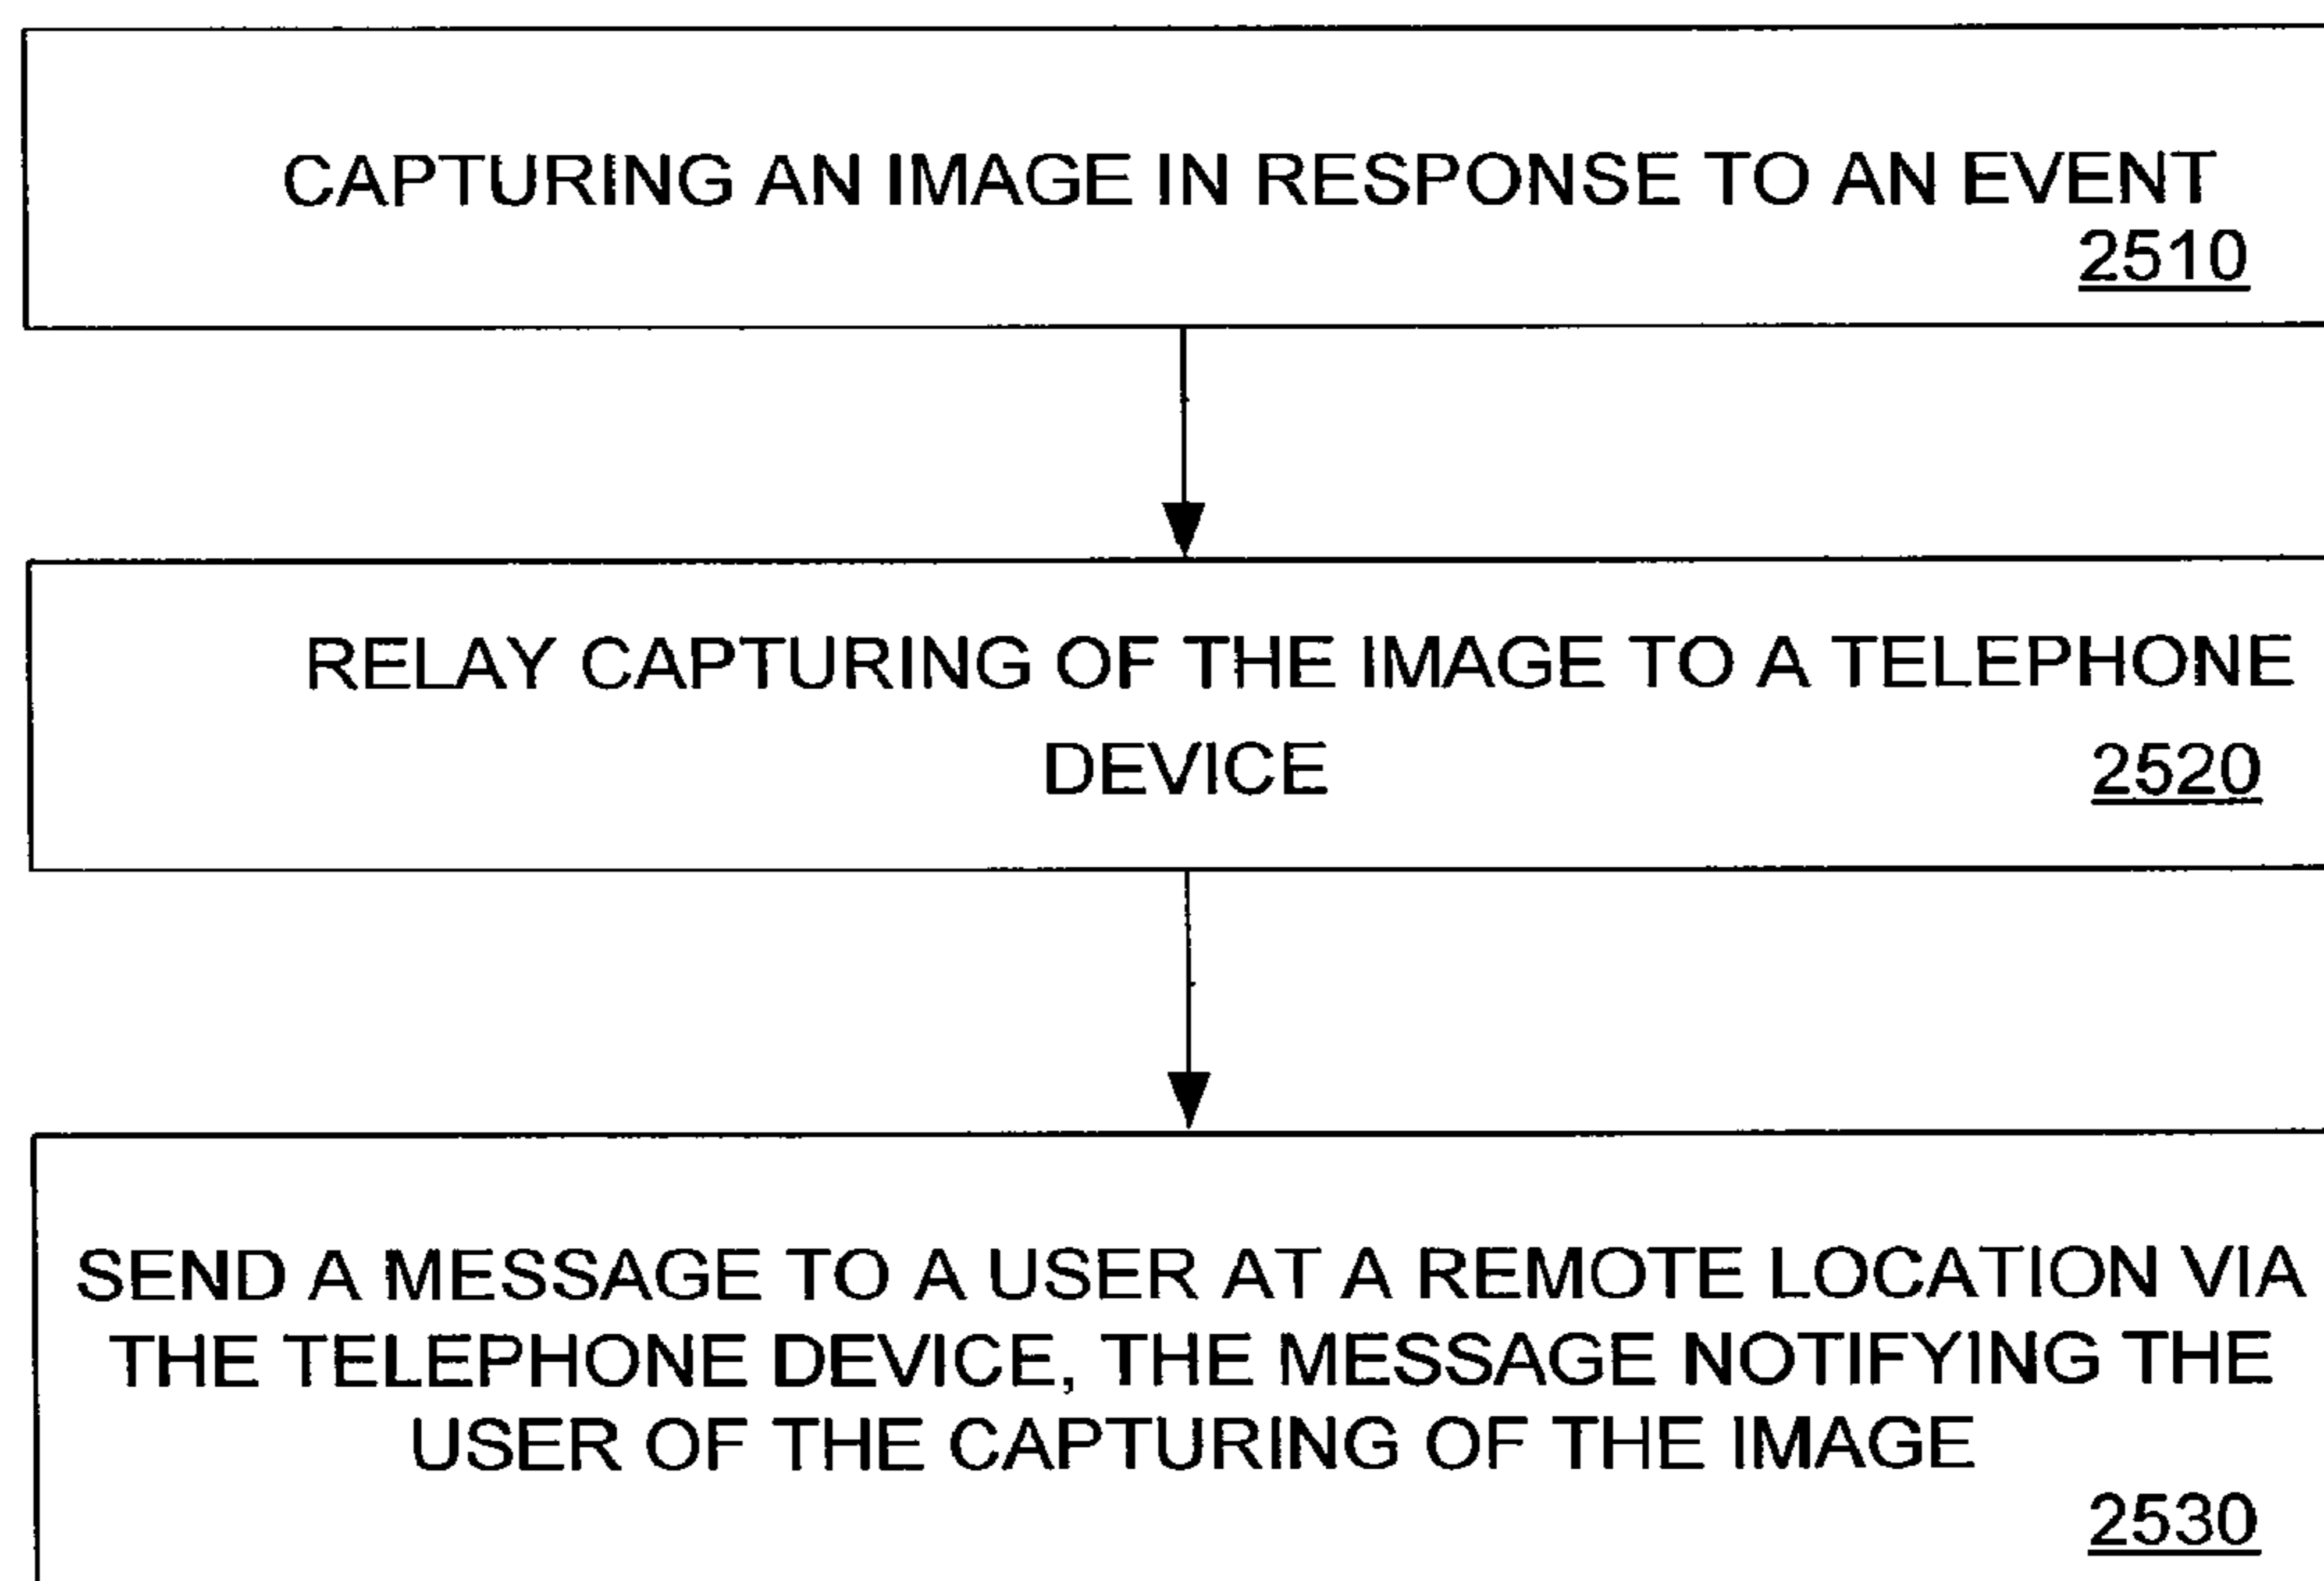 CAPTURING AN IMAGE IN RESPONSE TO AN EVENT
2510
RELAY CAPTURING OF THE IMAGE TO A TELEPHONE
DEVICE 2520
SEND A MESSAGE TO A USER AT A REMOTE LOCATION VIA
THE TELEPHONE DEVICE, THE MESSAGE NOTIFYING THE
USER OF THE CAPTURING OF THE IMAGE
2530